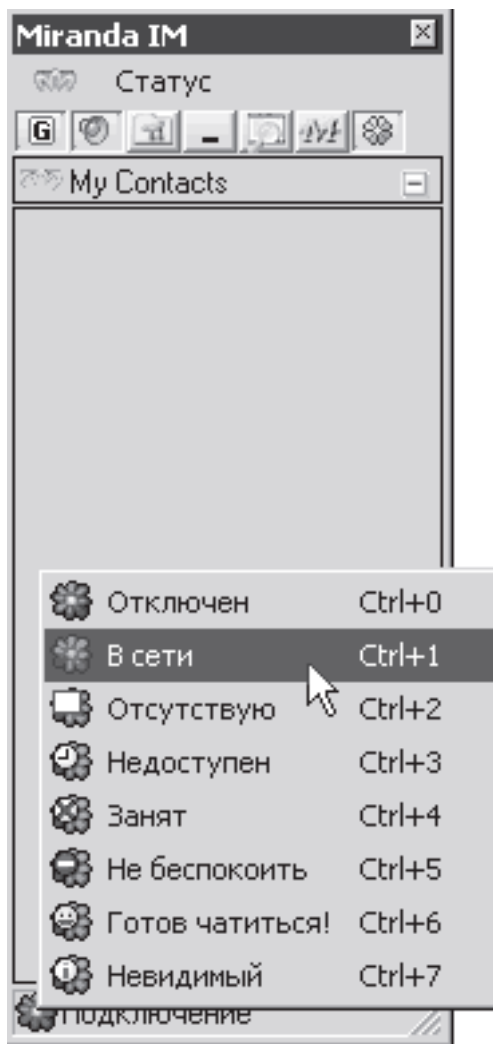 Miranda IM
Статус
G
My Contacts
Отключен Ctrl+0
В сети Ctrl+1
Отсутствую Ctrl+2
Недоступен Ctrl+3
Занят Ctrl+4
Не беспокоить Ctrl+5
Готов чатиться! Ctrl+6
Невидимый Ctrl+7
Подключение